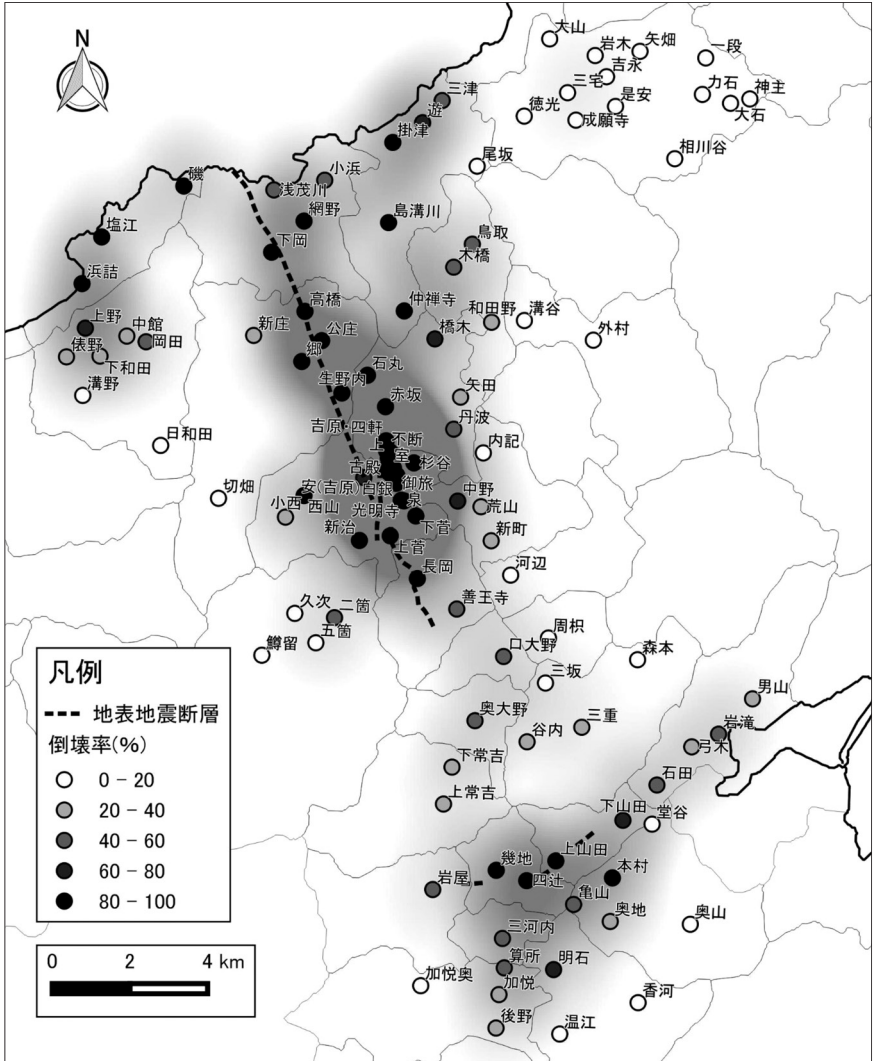 N
大山
岩木
矢畑
一段
吉永
三宅
力石
神主
是安
大石
徳光
成願寺
相川谷
三津
遊
掛津
尾坂
小浜
磯
浅茂川
網野
島溝川
塩江
下岡
鳥取
木橋
浜詰
高橋
仲禅寺
和田野
溝谷
上野
中館
岡田
新庄
公庄
橋木
外村
俵野
下和田
郷
石丸
溝野
生野内
赤坂
矢田
丹波
吉原・四軒
不断
上
室
日和田
内記
杉谷
古殿
御旅
切畑
安(吉原)
白銀
泉
中野
小西
西山
光明寺
荒山
下菅
新治
上菅
新町
長岡
河辺
久次
二箇
善王寺
五箇
周枳
鱒留
口大野
森本
三坂
男山
奥大野
谷内
三重
岩滝
弓木
下常吉
石田
上常吉
下山田
堂谷
上山田
幾地
岩屋
四辻
本村
亀山
奥地
奥山
三河内
算所
明石
加悦奥
加悦
香河
後野
温江
凡例
地表地震断層
倒壊率(%)
0 - 20
20 - 40
40 - 60
60 - 80
80 - 100
0 2 4 km